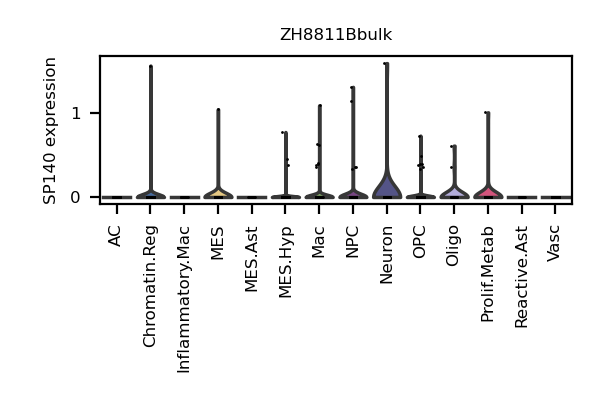 ZH8811Bbulk
SP140 expression
1
0
AC
Chromatin.Reg
Inflammatory.Mac
MES
MES.Ast
MES.Hyp
Mac
NPC
Neuron
OPC
Oligo
Prolif.Metab
Reactive.Ast
Vasc